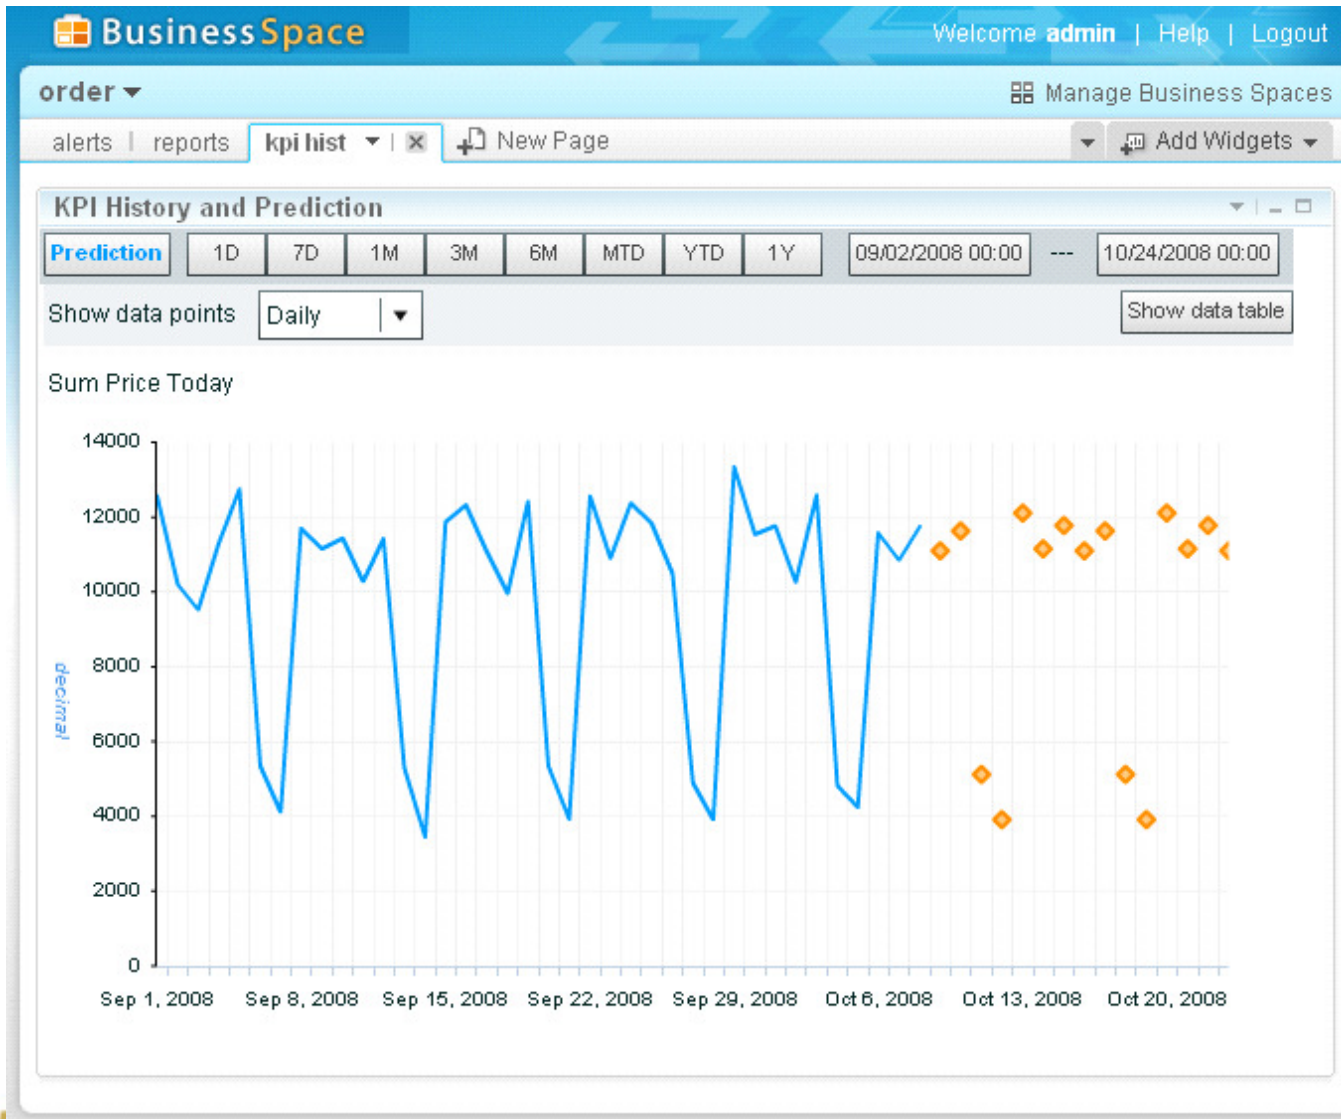 BusinessSpace
Welcome admin | Help | Logout
order
Manage Business Spaces
alerts | reports kpi hist New Page Add Widgets
KPI History and Prediction
Prediction 1D 7D 1M 3M 6M MTD YTD 1Y 09/02/2008 00:00 --- 10/24/2008 00:00
Show data points Daily Show data table
Sum Price Today
14000
12000
10000
8000
decimal
6000
4000
2000
0
Sep 1, 2008 Sep 8, 2008 Sep 15, 2008 Sep 22, 2008 Sep 29, 2008 Oct 6, 2008 Oct 13, 2008 Oct 20, 2008